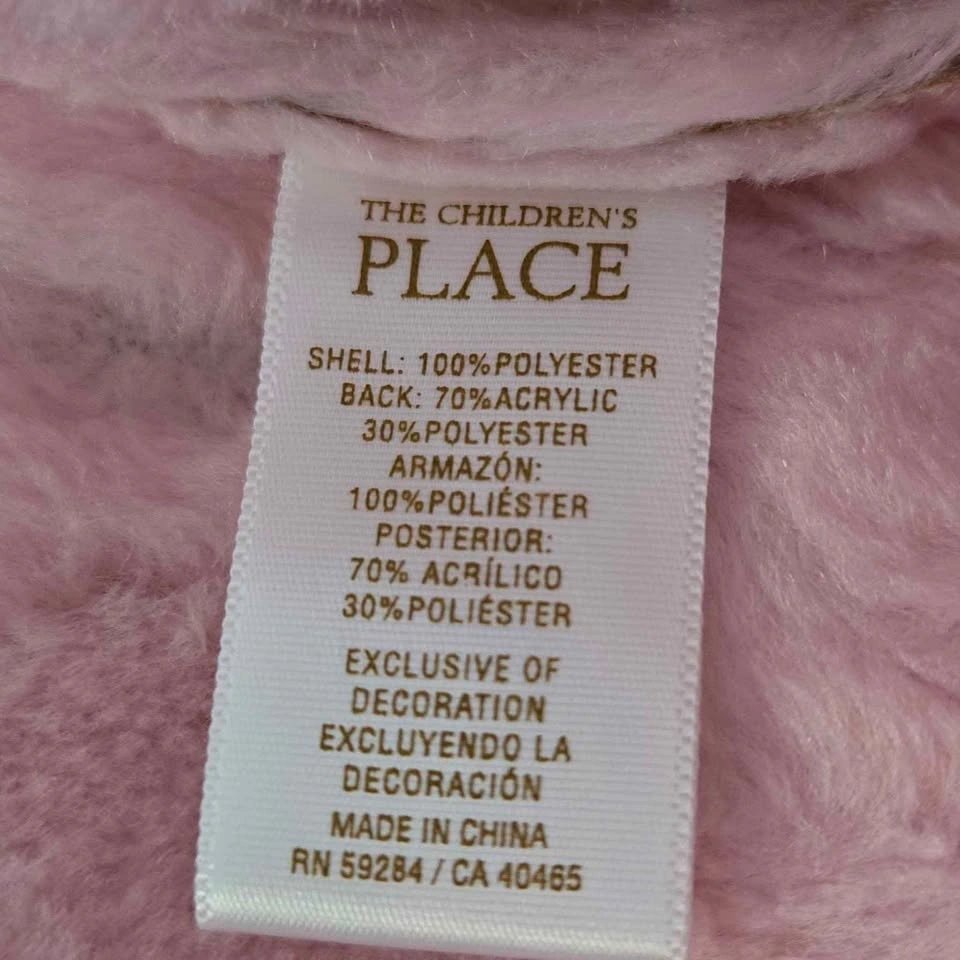 THE CHILDREN'S
PLACE
SHELL: 100%POLYESTER
BACK: 70%ACRYLIC
30%POLYESTER
ARMAZÓN:
100%POLIÉSTER
POSTERIOR:
70% ACRÍLICO
30%POLIÉSTER
EXCLUSIVE OF
DECORATION
EXCLUYENDO LA
DECORACIÓN
MADE IN CHINA
RN 59284 / CA 40465